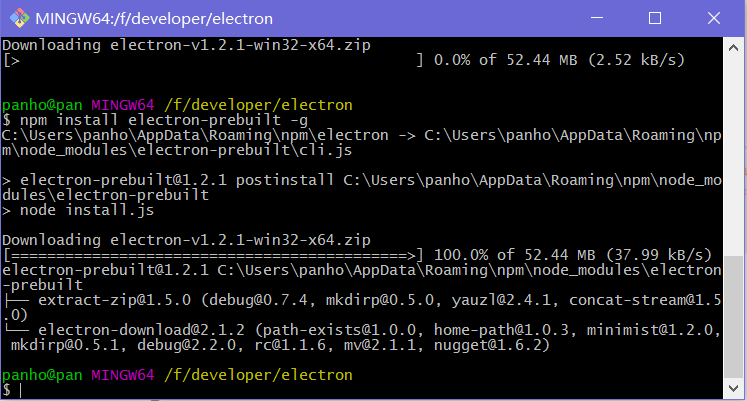 MINGW64:/f/developer/electron
Downloading electron-v1.2.1-win32-x64.zip
[>                                             ] 0.0% of 52.44 MB (2.52 kB/s)
panho@pan MINGW64 /f/developer/electron
$ npm install electron-prebuilt -g
C:\Users\panho\AppData\Roaming\npm\electron -> C:\Users\panho\AppData\Roaming\np
m\node_modules\electron-prebuilt\cli.js
> electron-prebuilt@1.2.1 postinstall C:\Users\panho\AppData\Roaming\npm\node_mo
dules\electron-prebuilt
> node install.js
Downloading electron-v1.2.1-win32-x64.zip
[============================================>] 100.0% of 52.44 MB (37.99 kB/s)
electron-prebuilt@1.2.1 C:\Users\panho\AppData\Roaming\npm\node_modules\electron
-prebuilt
├── extract-zip@1.5.0 (debug@0.7.4, mkdirp@0.5.0, yauzl@2.4.1, concat-stream@1.5
.0)
└── electron-download@2.1.2 (path-exists@1.0.0, home-path@1.0.3, minimist@1.2.0,
 mkdirp@0.5.1, debug@2.2.0, rc@1.1.6, mv@2.1.1, nugget@1.6.2)
panho@pan MINGW64 /f/developer/electron
$